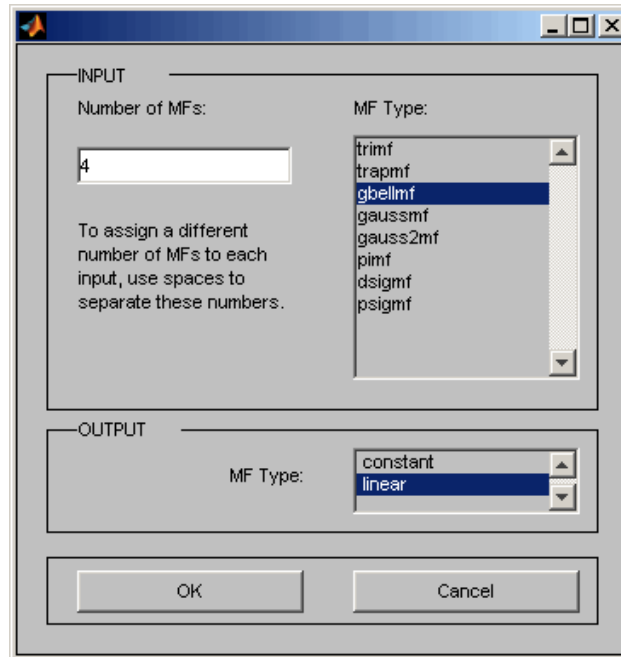 INPUT
Number of MFs:
4
To assign a different
number of MFs to each
input, use spaces to
separate these numbers.
MF Type:
trimf
trapmf
gbellmf
gaussmf
gauss2mf
pimf
dsigmf
psigmf
OUTPUT
MF Type:
constant
linear
OK
Cancel